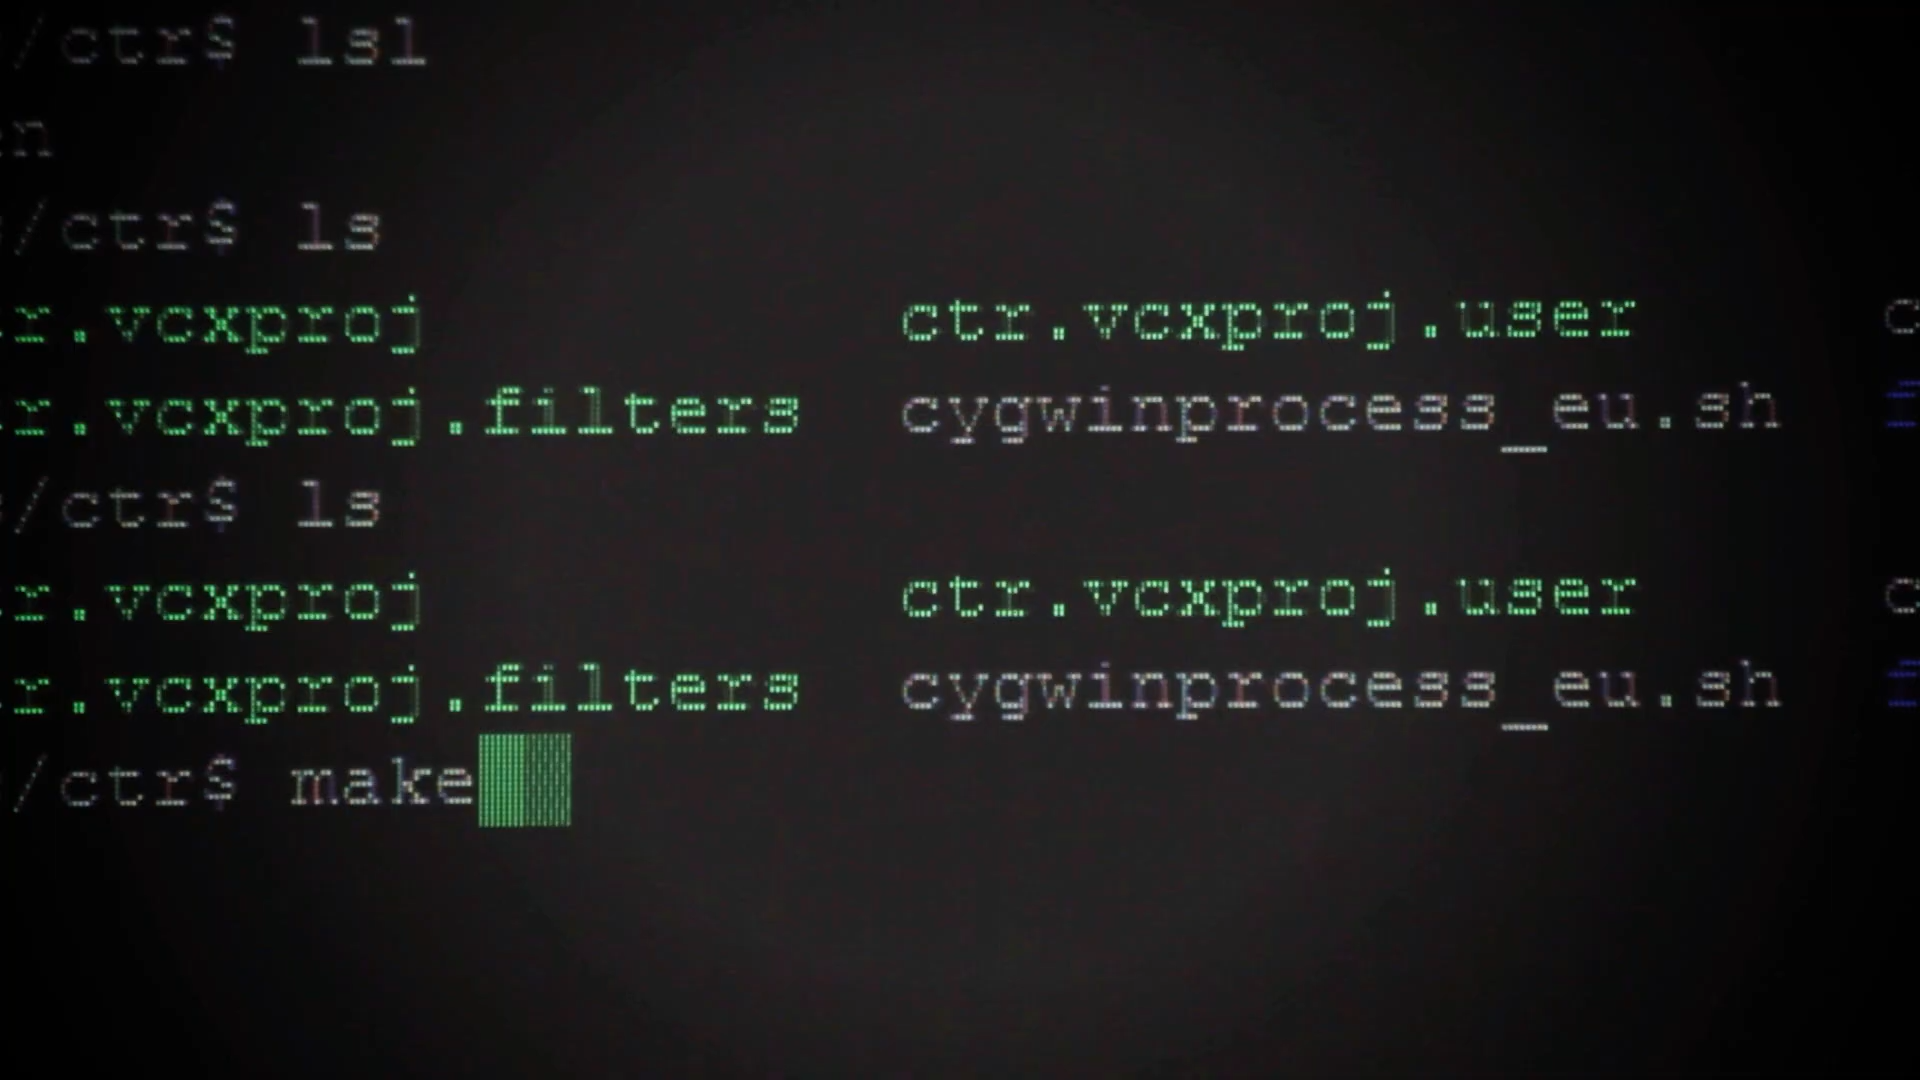 /ctr$ lsl
n
/ctr$ ls
r.vcxproj ctr.vcxproj.user c
r.vcxproj.filters cygwinprocess_eu.sh
/ctr$ ls
r.vcxproj ctr.vcxproj.user c
r.vcxproj.filters cygwinprocess_eu.sh
/ctr$ make